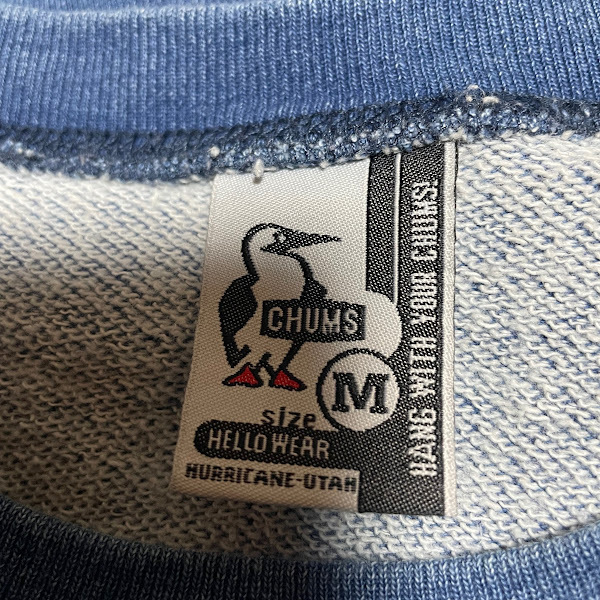 CHUMS
M
size
HELLO WEAR
HURRICANE-UTAH
HANG WITH YOUR CHUMS!